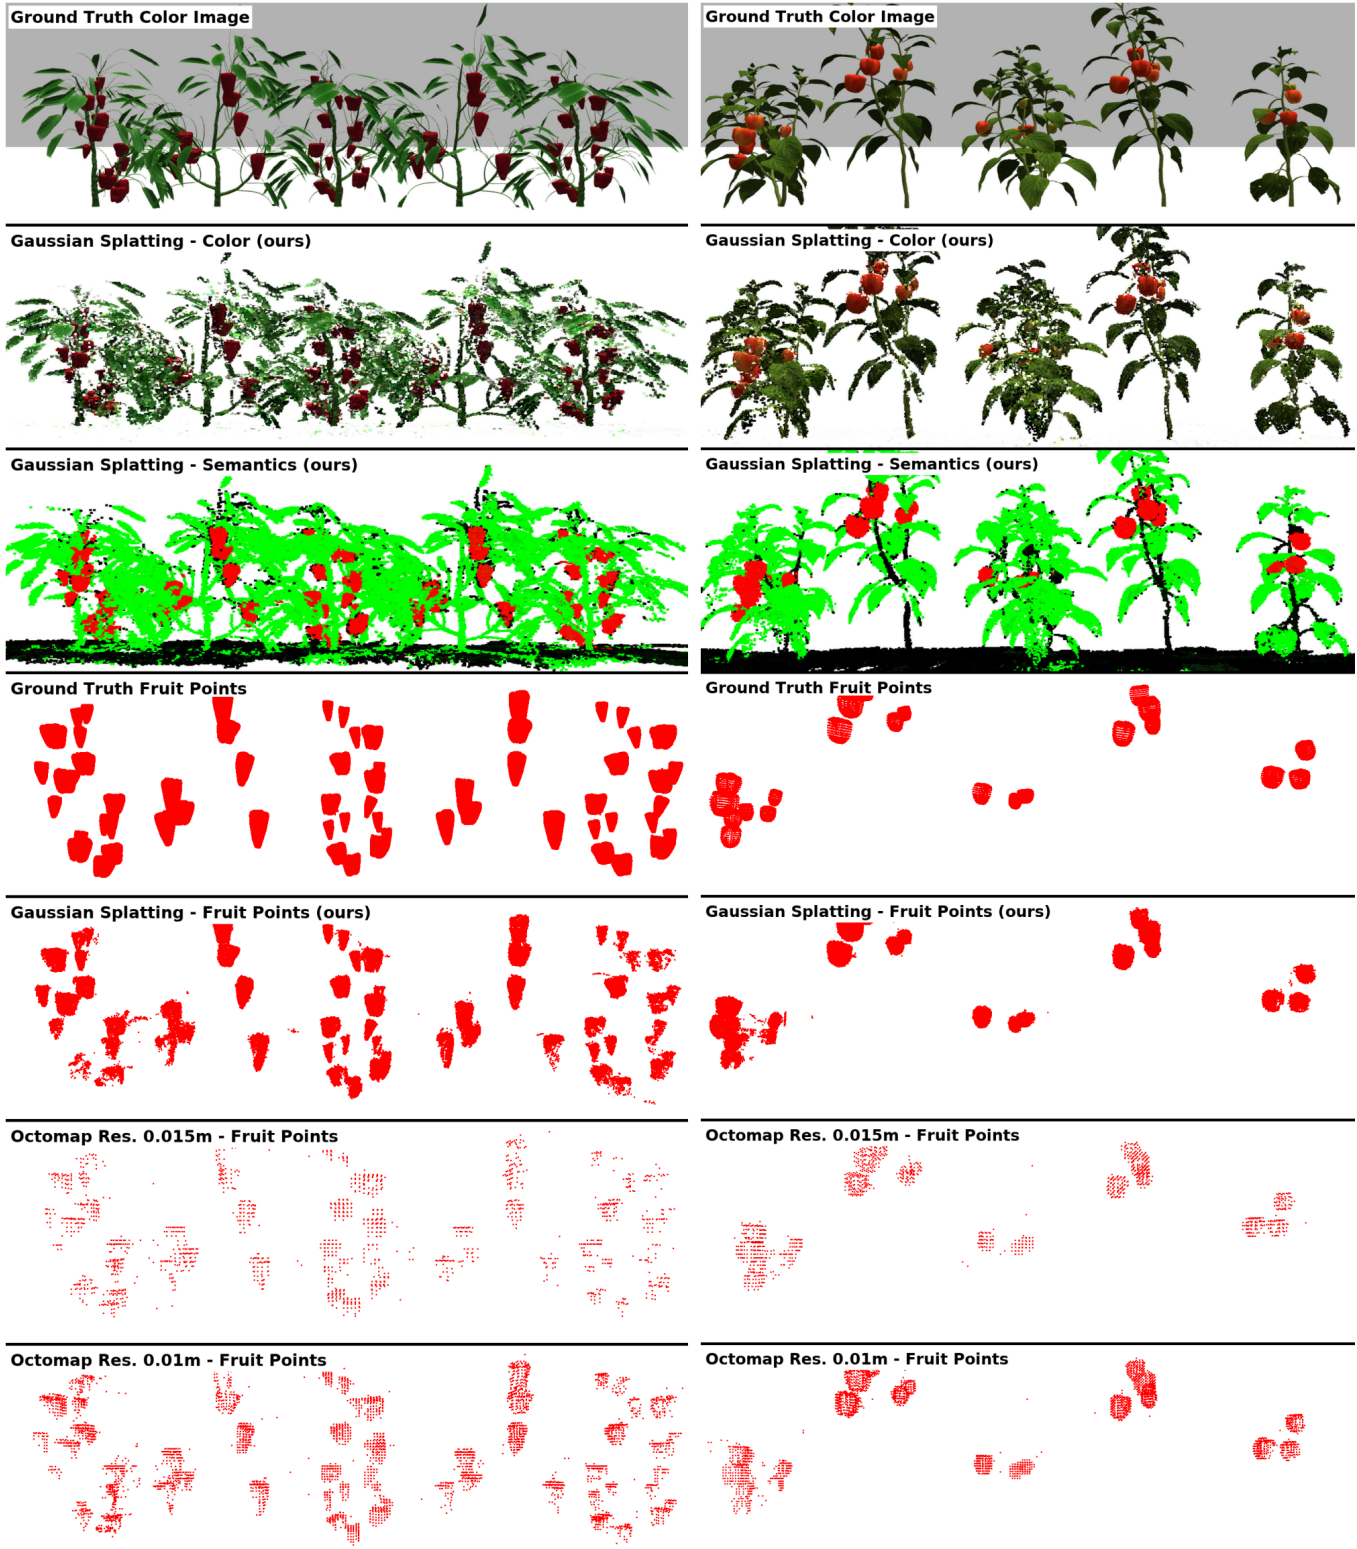 Ground Truth Color Image
Ground Truth Color Image
Gaussian Splatting - Color (ours)
Gaussian Splatting - Color (ours)
Gaussian Splatting - Semantics (ours)
Gaussian Splatting - Semantics (ours)
Ground Truth Fruit Points
Ground Truth Fruit Points
Gaussian Splatting - Fruit Points (ours)
Gaussian Splatting - Fruit Points (ours)
Octomap Res. 0.015m - Fruit Points
Octomap Res. 0.015m - Fruit Points
Octomap Res. 0.01m - Fruit Points
Octomap Res. 0.01m - Fruit Points